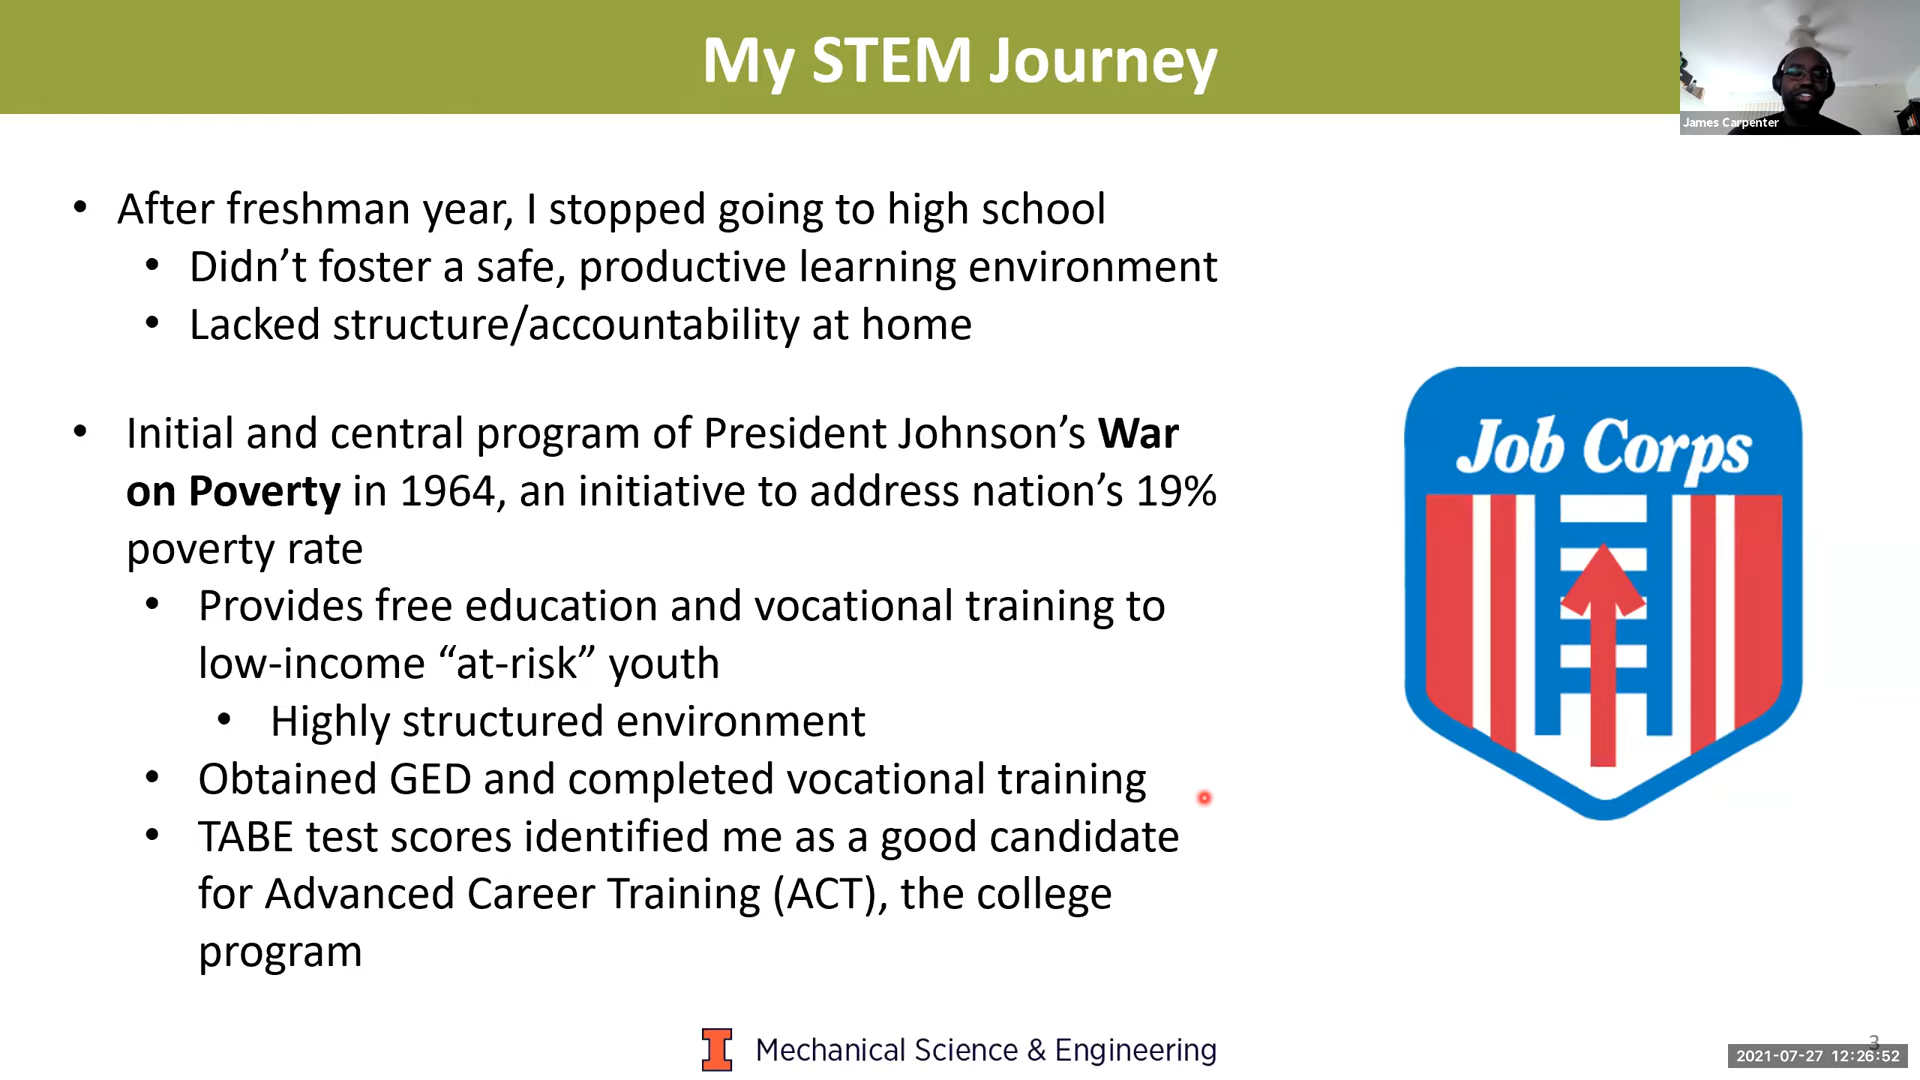 My STEM Journey
James Carpenter
• After freshman year, I stopped going to high school
• Didn’t foster a safe, productive learning environment
• Lacked structure/accountability at home
• Initial and central program of President Johnson’s War
on Poverty in 1964, an initiative to address nation’s 19%
poverty rate
• Provides free education and vocational training to
low-income “at-risk” youth
• Highly structured environment
• Obtained GED and completed vocational training
• TABE test scores identified me as a good candidate
for Advanced Career Training (ACT), the college
program
Job Corps
I Mechanical Science & Engineering
3
2021-07-27 12:26:52